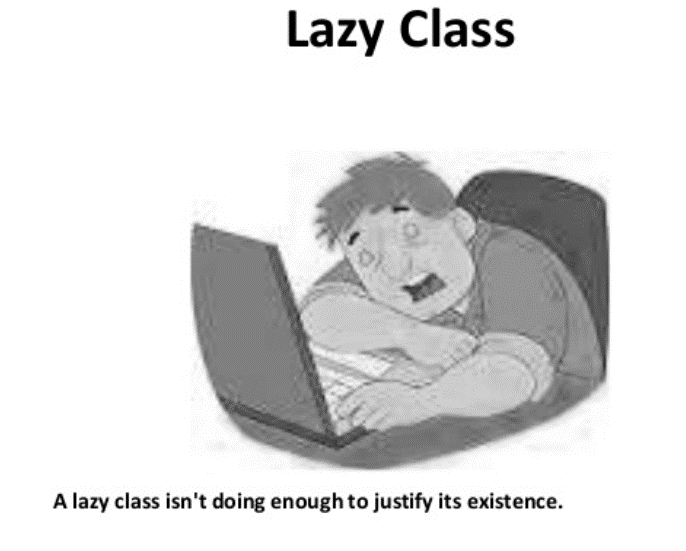 Lazy Class
A lazy class isn't doing enough to justify its existence.